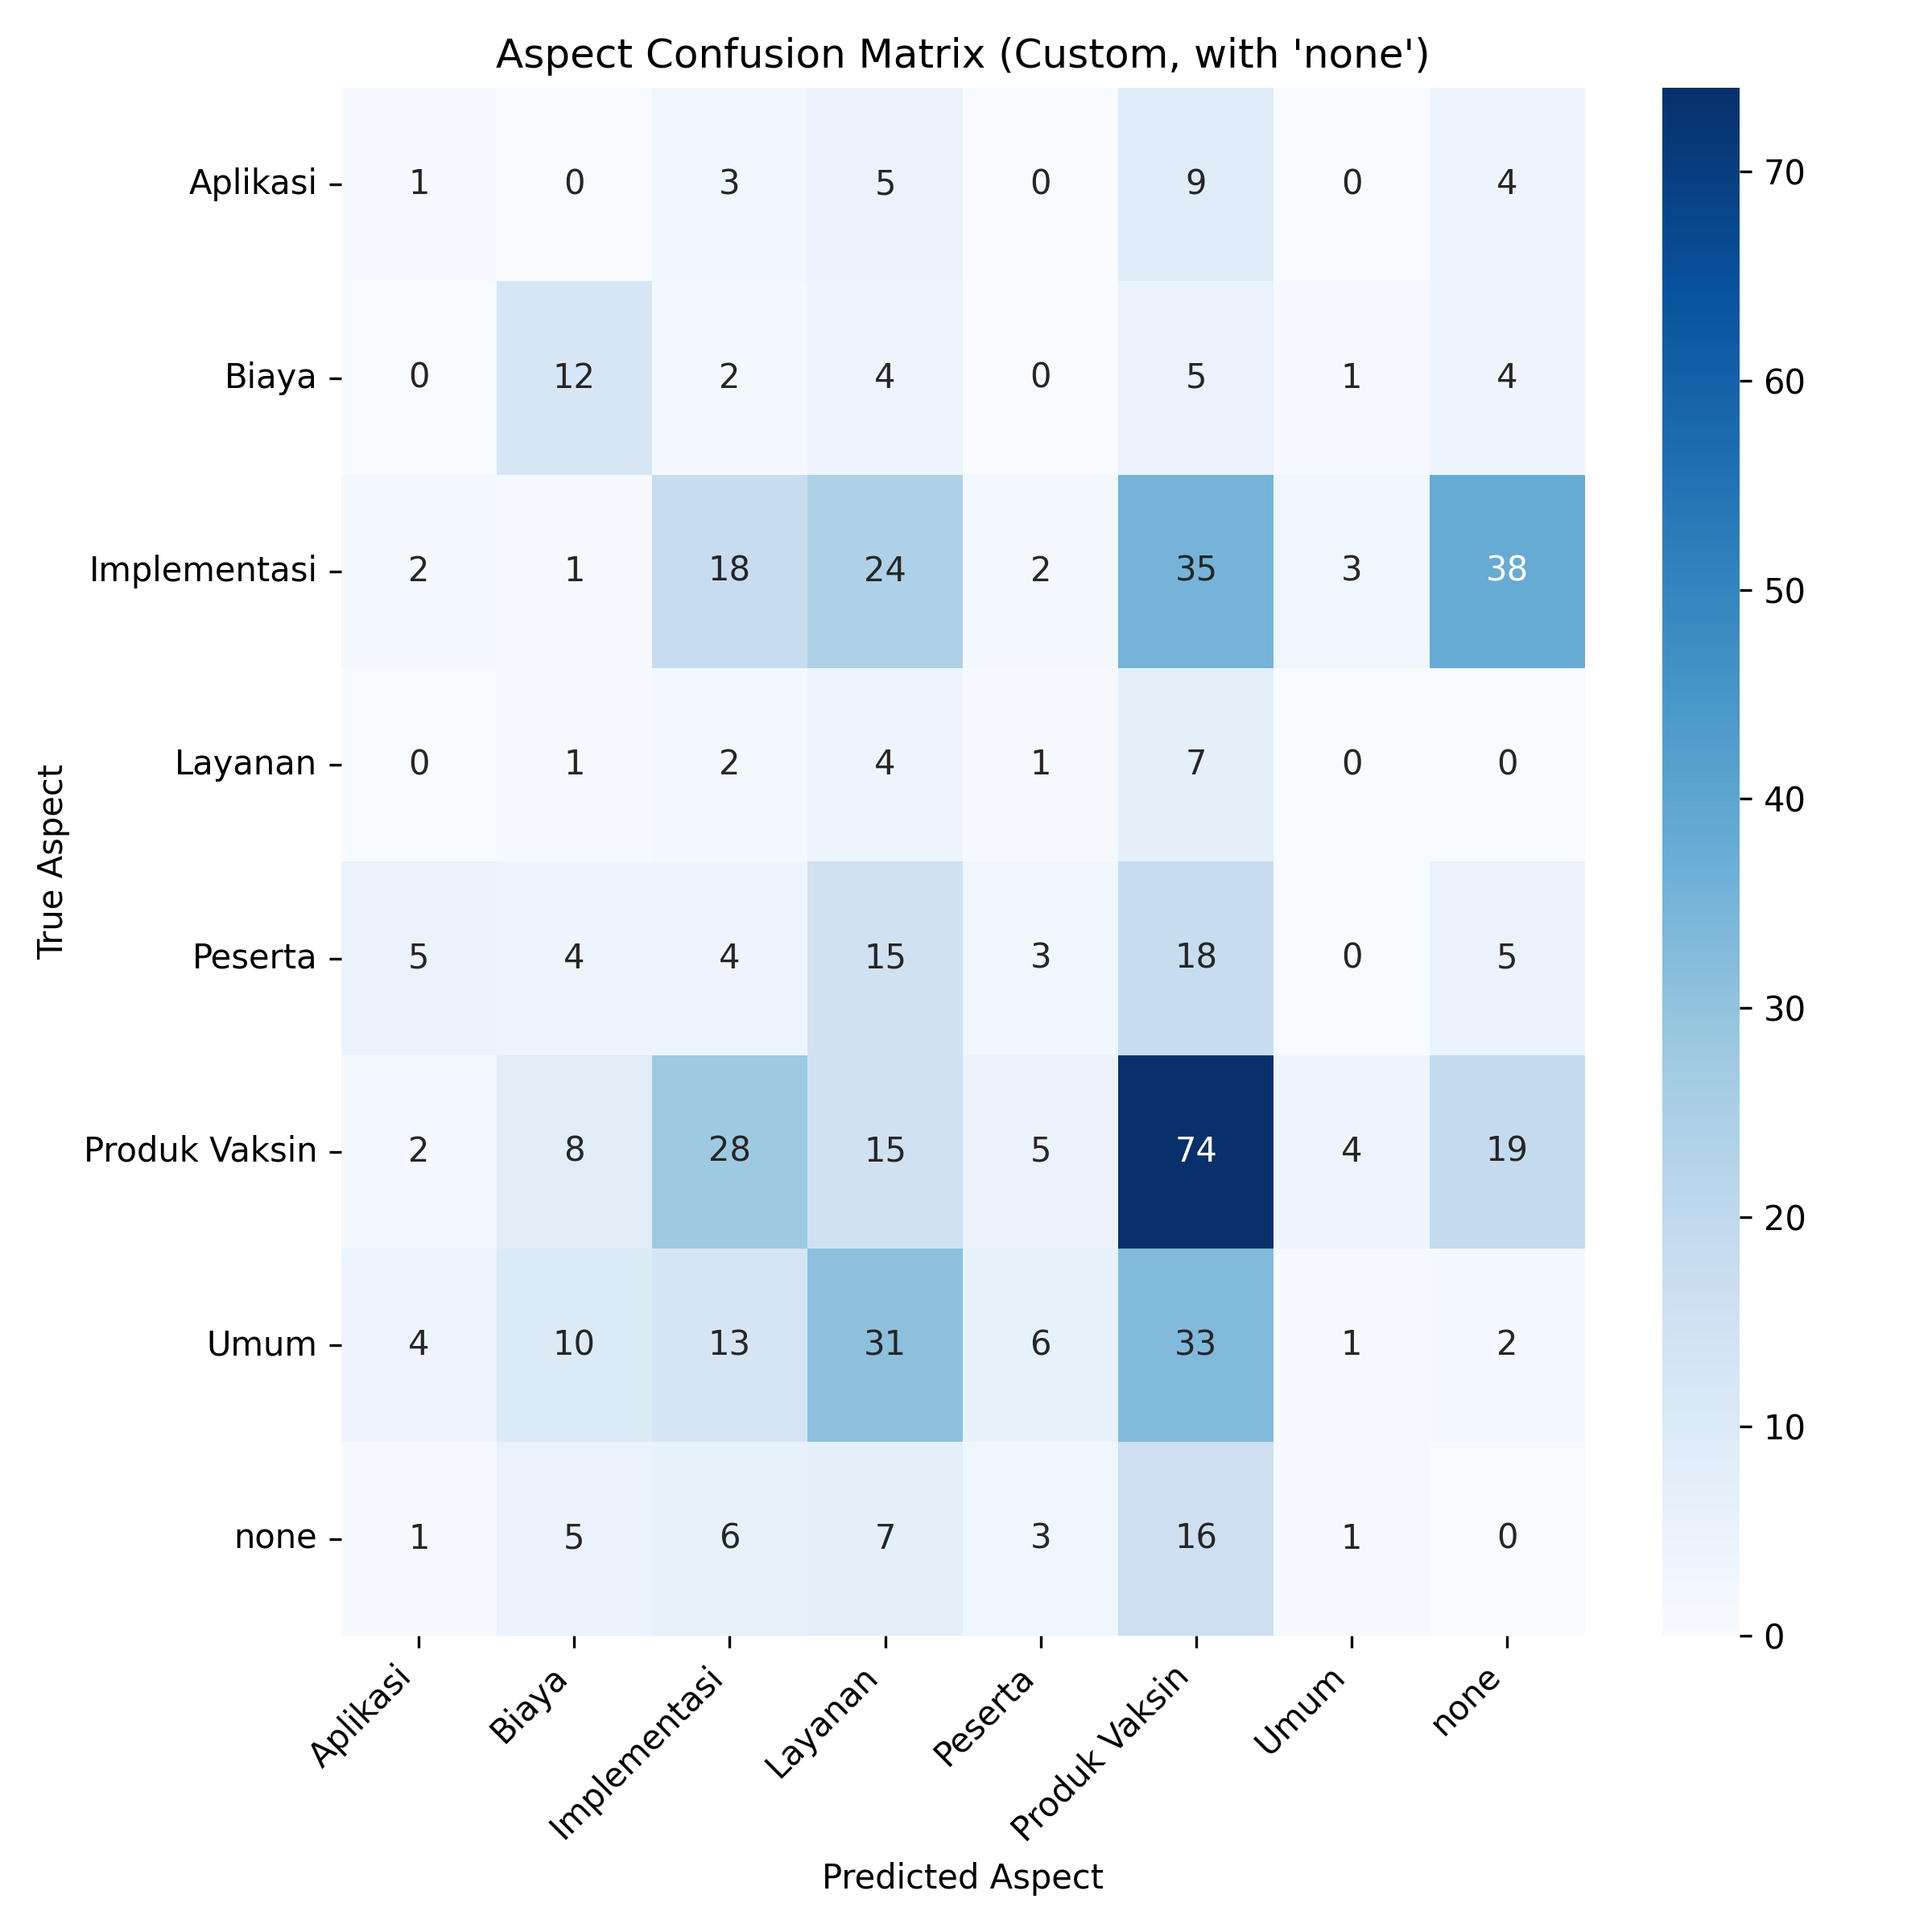 Aspect Confusion Matrix (Custom, with 'none')
True Aspect
Aplikasi 1 0 3 5 0 9 0 4
Biaya 0 12 2 4 0 5 1 4
Implementasi 2 1 18 24 2 35 3 38
Layanan 0 1 2 4 1 7 0 0
Peserta 5 4 4 15 3 18 0 5
Produk Vaksin 2 8 28 15 5 74 4 19
Umum 4 10 13 31 6 33 1 2
none 1 5 6 7 3 16 1 0
Aplikasi Biaya Implementasi Layanan Peserta Produk Vaksin Umum none
Predicted Aspect
70
60
50
40
30
20
10
0